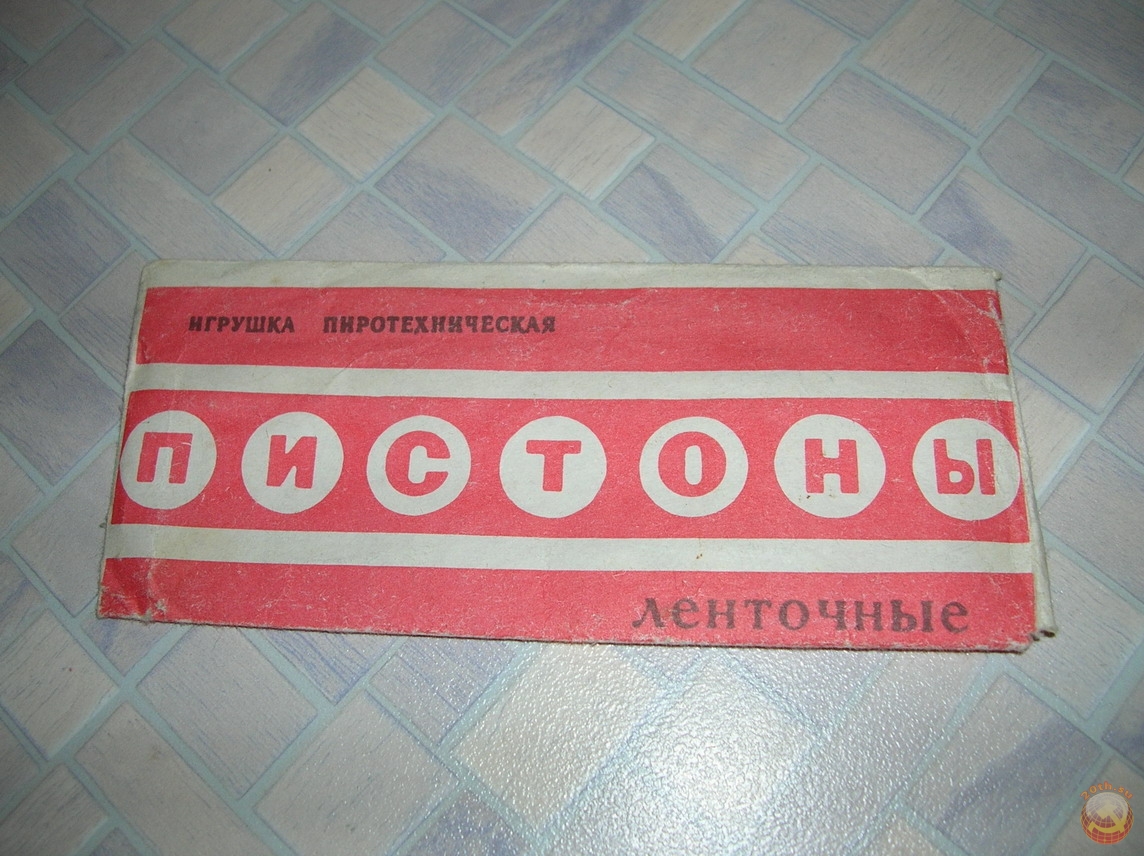 ИГРУШКА ПИРОТЕХНИЧЕСКАЯ
ПИСТОНЫ
ленточные